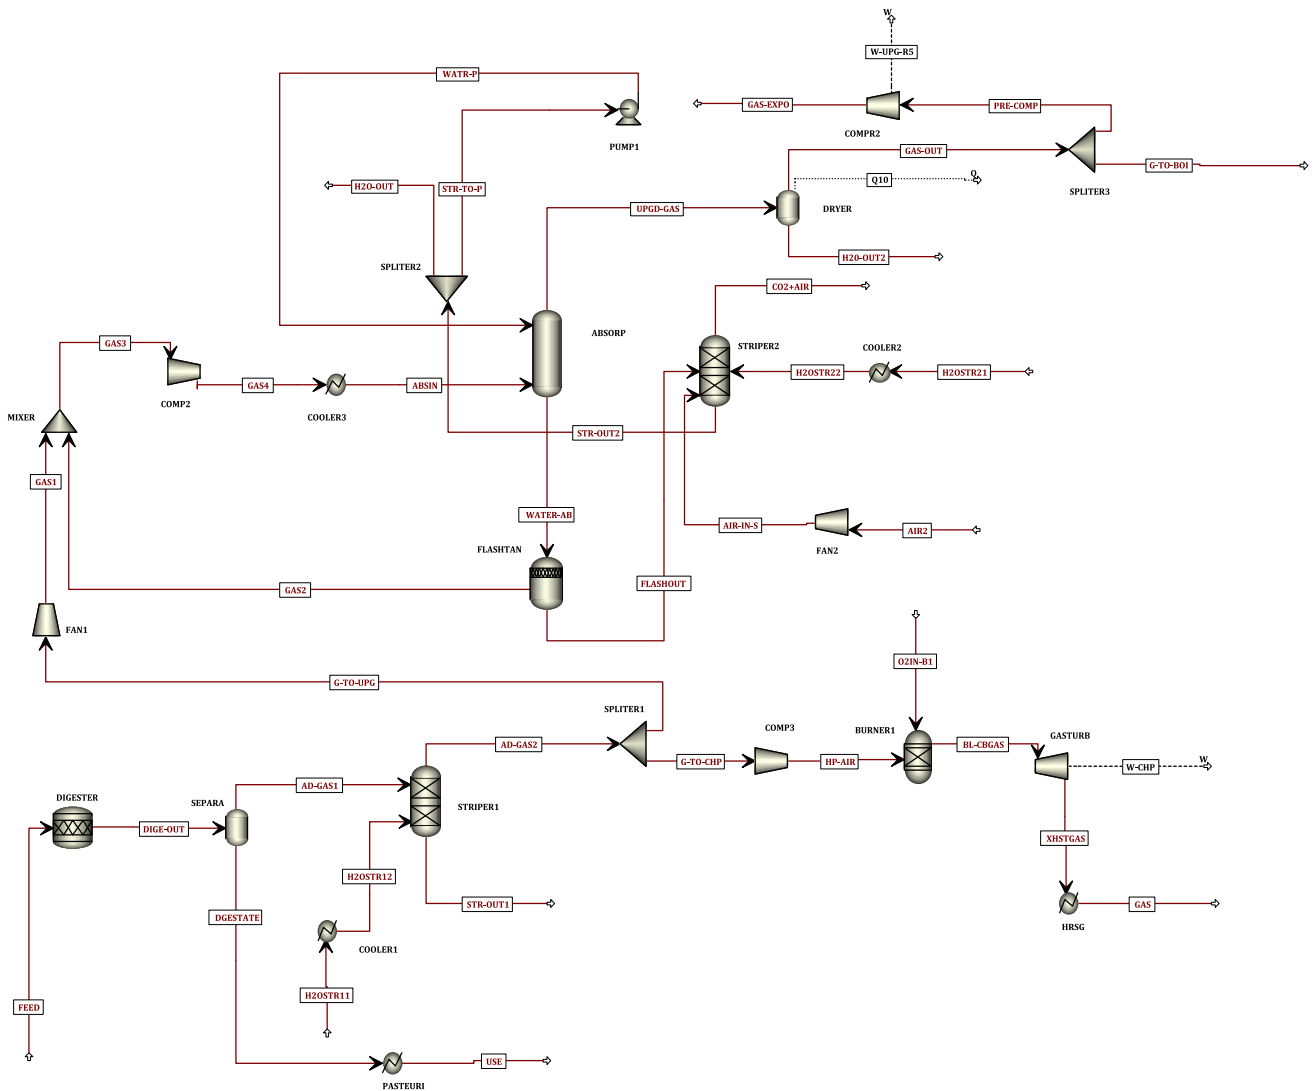 W
W-UPG-R5
WATR-P
GAS-EXPO
PRE-COMP
COMPR2
PUMP1
GAS-OUT
G-TO-BOI
SPLITER3
H2O-OUT
STR-TO-P
Q10
Q
UPGD-GAS
DRYER
SPLITER2
H20-OUT2
CO2+AIR
ABSORP
GAS3
STRIPER2
COOLER2
H2OSTR22
H2OSTR21
GAS4
ABSIN
COMP2
COOLER3
MIXER
STR-OUT2
GAS1
WATER-AB
AIR-IN-S
AIR2
FLASHTAN
FAN2
GAS2
FLASHOUT
FAN1
O2IN-B1
G-TO-UPG
SPLITER1
COMP3
BURNER1
GASTURB
AD-GAS2
BL-CBGAS
G-TO-CHP
HP-AIR
W-CHP
W
AD-GAS1
DIGESTER
SEPARA
STRIPER1
DIGE-OUT
XHSTGAS
H2OSTR12
DGESTATE
STR-OUT1
GAS
HRSG
COOLER1
H2OSTR11
FEED
USE
PASTEURI